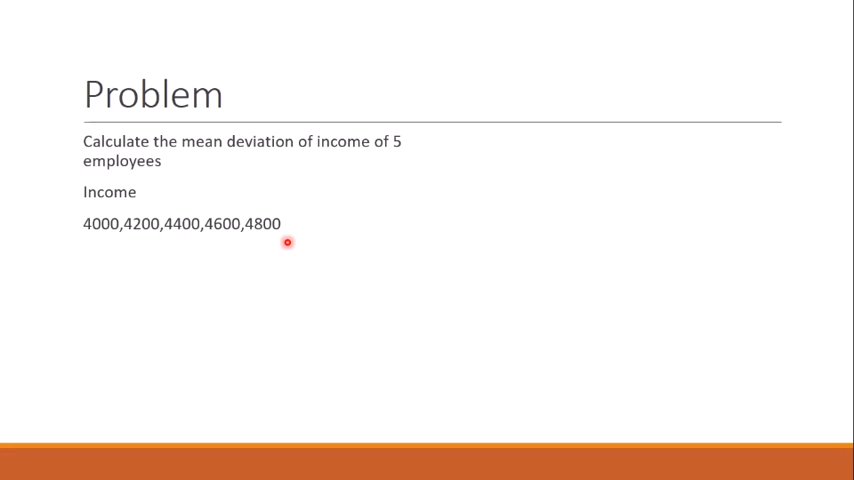 Problem
Calculate the mean deviation of income of 5
employees
Income
4000,4200,4400,4600,4800